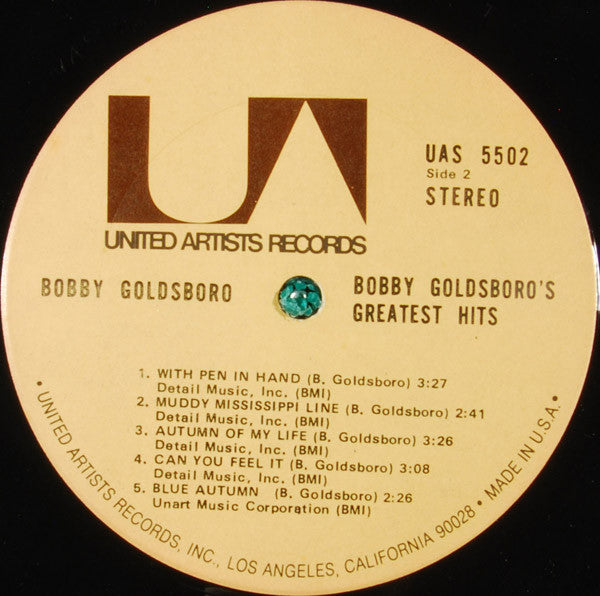 UA
UNITED ARTISTS RECORDS
UAS 5502
Side 2
STEREO
BOBBY GOLDSBORO
BOBBY GOLDSBORO'S
GREATEST HITS
1. WITH PEN IN HAND (B. Goldsboro) 3:27
Detail Music, Inc. (BMI)
2. MUDDY MISSISSIPPI LINE (B. Goldsboro) 2:41
Detail Music, Inc. (BMI)
3. AUTUMN OF MY LIFE (B. Goldsboro) 3:26
Detail Music, Inc. (BMI)
4. CAN YOU FEEL IT (B. Goldsboro) 3:08
Detail Music, Inc. (BMI)
5. BLUE AUTUMN (B. Goldsboro) 2:26
Unart Music Corporation (BMI)
• UNITED ARTISTS RECORDS, INC., LOS ANGELES, CALIFORNIA 90028 • MADE IN U.S.A. •